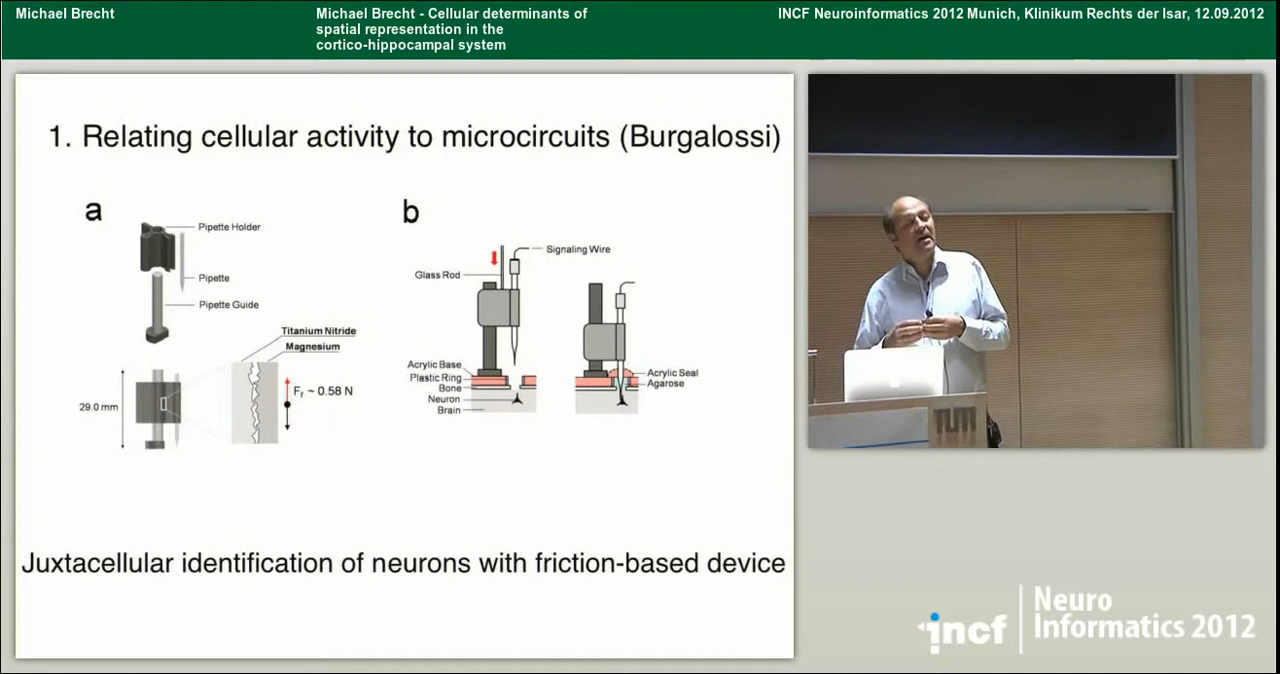 Michael Brecht
Michael Brecht - Cellular determinants of
spatial representation in the
cortico-hippocampal system
INCF Neuroinformatics 2012 Munich, Klinikum Rechts der Isar, 12.09.2012
1. Relating cellular activity to microcircuits (Burgalossi)
a
Pipette Holder
Pipette
Pipette Guide
Titanium Nitride
Magnesium
29.0 mm
Fr ~ 0.58 N
b
Signaling Wire
Glass Rod
Acrylic Base
Plastic Ring
Bone
Neuron
Brain
Acrylic Seal
Agarose
Juxtacellular identification of neurons with friction-based device
TUM
incf
Neuro
Informatics 2012